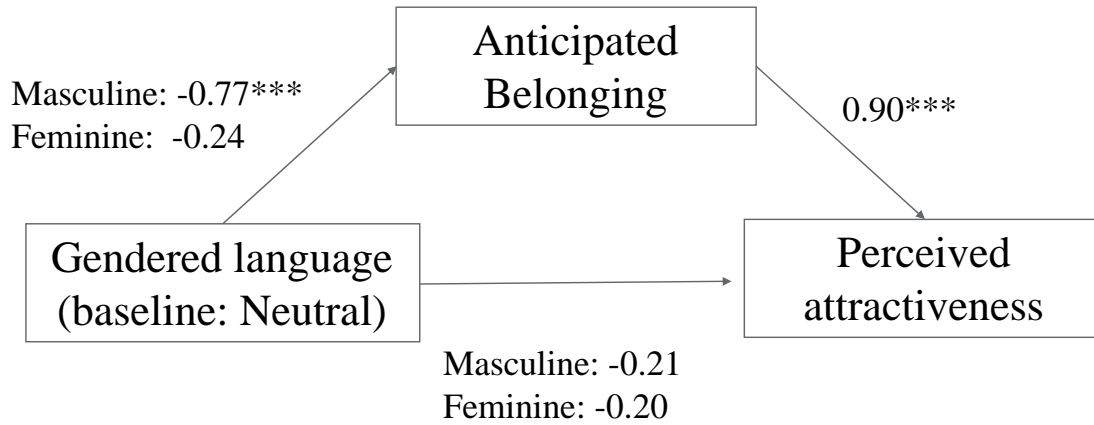 Anticipated
Belonging
Masculine: -0.77***
Feminine:  -0.24
0.90***
Gendered language
(baseline: Neutral)
Perceived
attractiveness
Masculine: -0.21
Feminine: -0.20